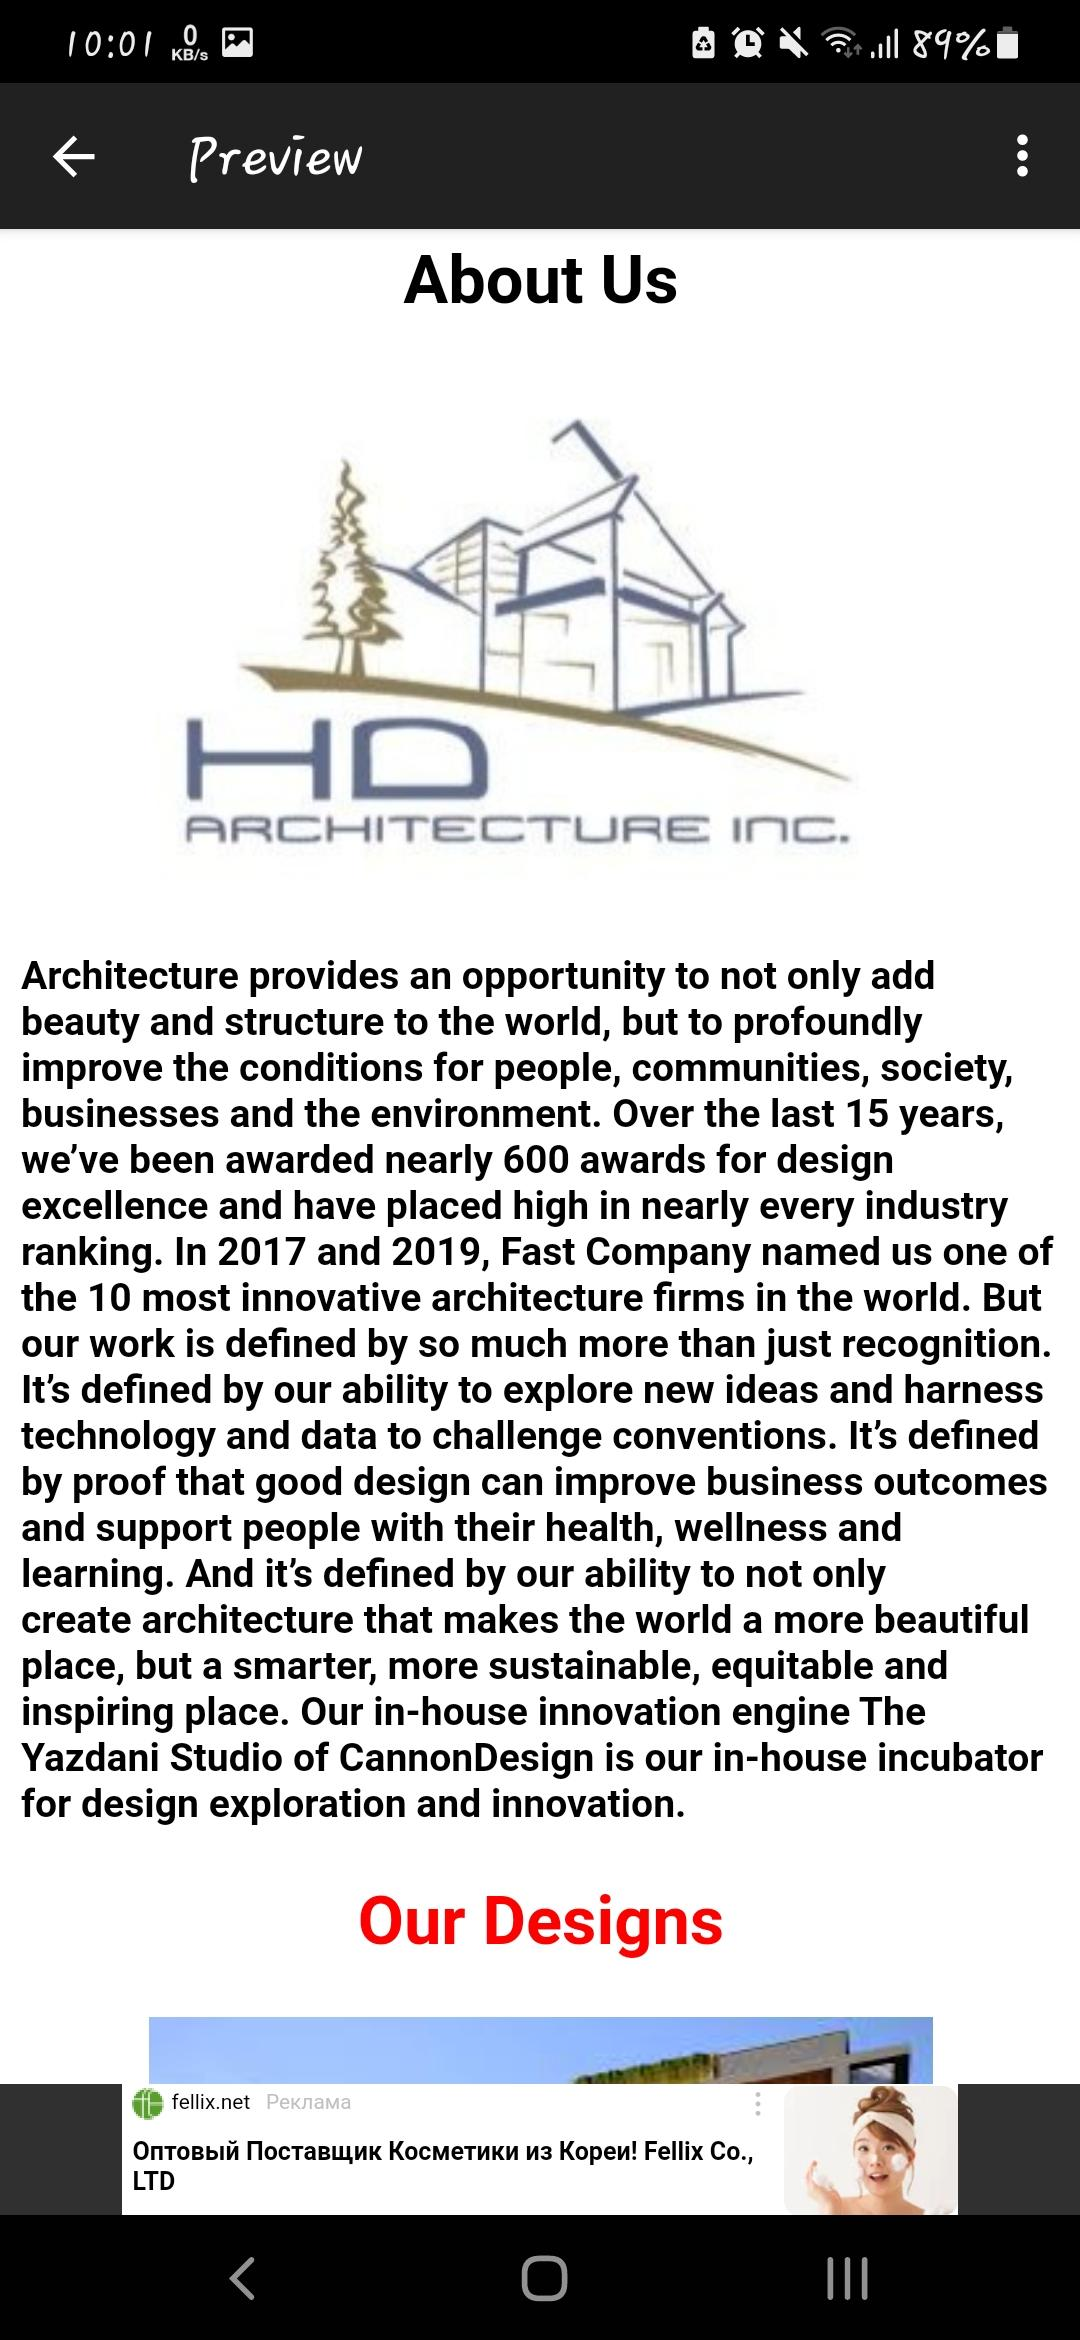 10:01
0
KB/s
89%
Preview
About Us
HD
ARCHITECTURE INC.
Architecture provides an opportunity to not only add
beauty and structure to the world, but to profoundly
improve the conditions for people, communities, society,
businesses and the environment. Over the last 15 years,
we’ve been awarded nearly 600 awards for design
excellence and have placed high in nearly every industry
ranking. In 2017 and 2019, Fast Company named us one of
the 10 most innovative architecture firms in the world. But
our work is defined by so much more than just recognition.
It’s defined by our ability to explore new ideas and harness
technology and data to challenge conventions. It’s defined
by proof that good design can improve business outcomes
and support people with their health, wellness and
learning. And it’s defined by our ability to not only
create architecture that makes the world a more beautiful
place, but a smarter, more sustainable, equitable and
inspiring place. Our in-house innovation engine The
Yazdani Studio of CannonDesign is our in-house incubator
for design exploration and innovation.
Our Designs
fellix.net Реклама
Оптовый Поставщик Косметики из Кореи! Fellix Co.,
LTD